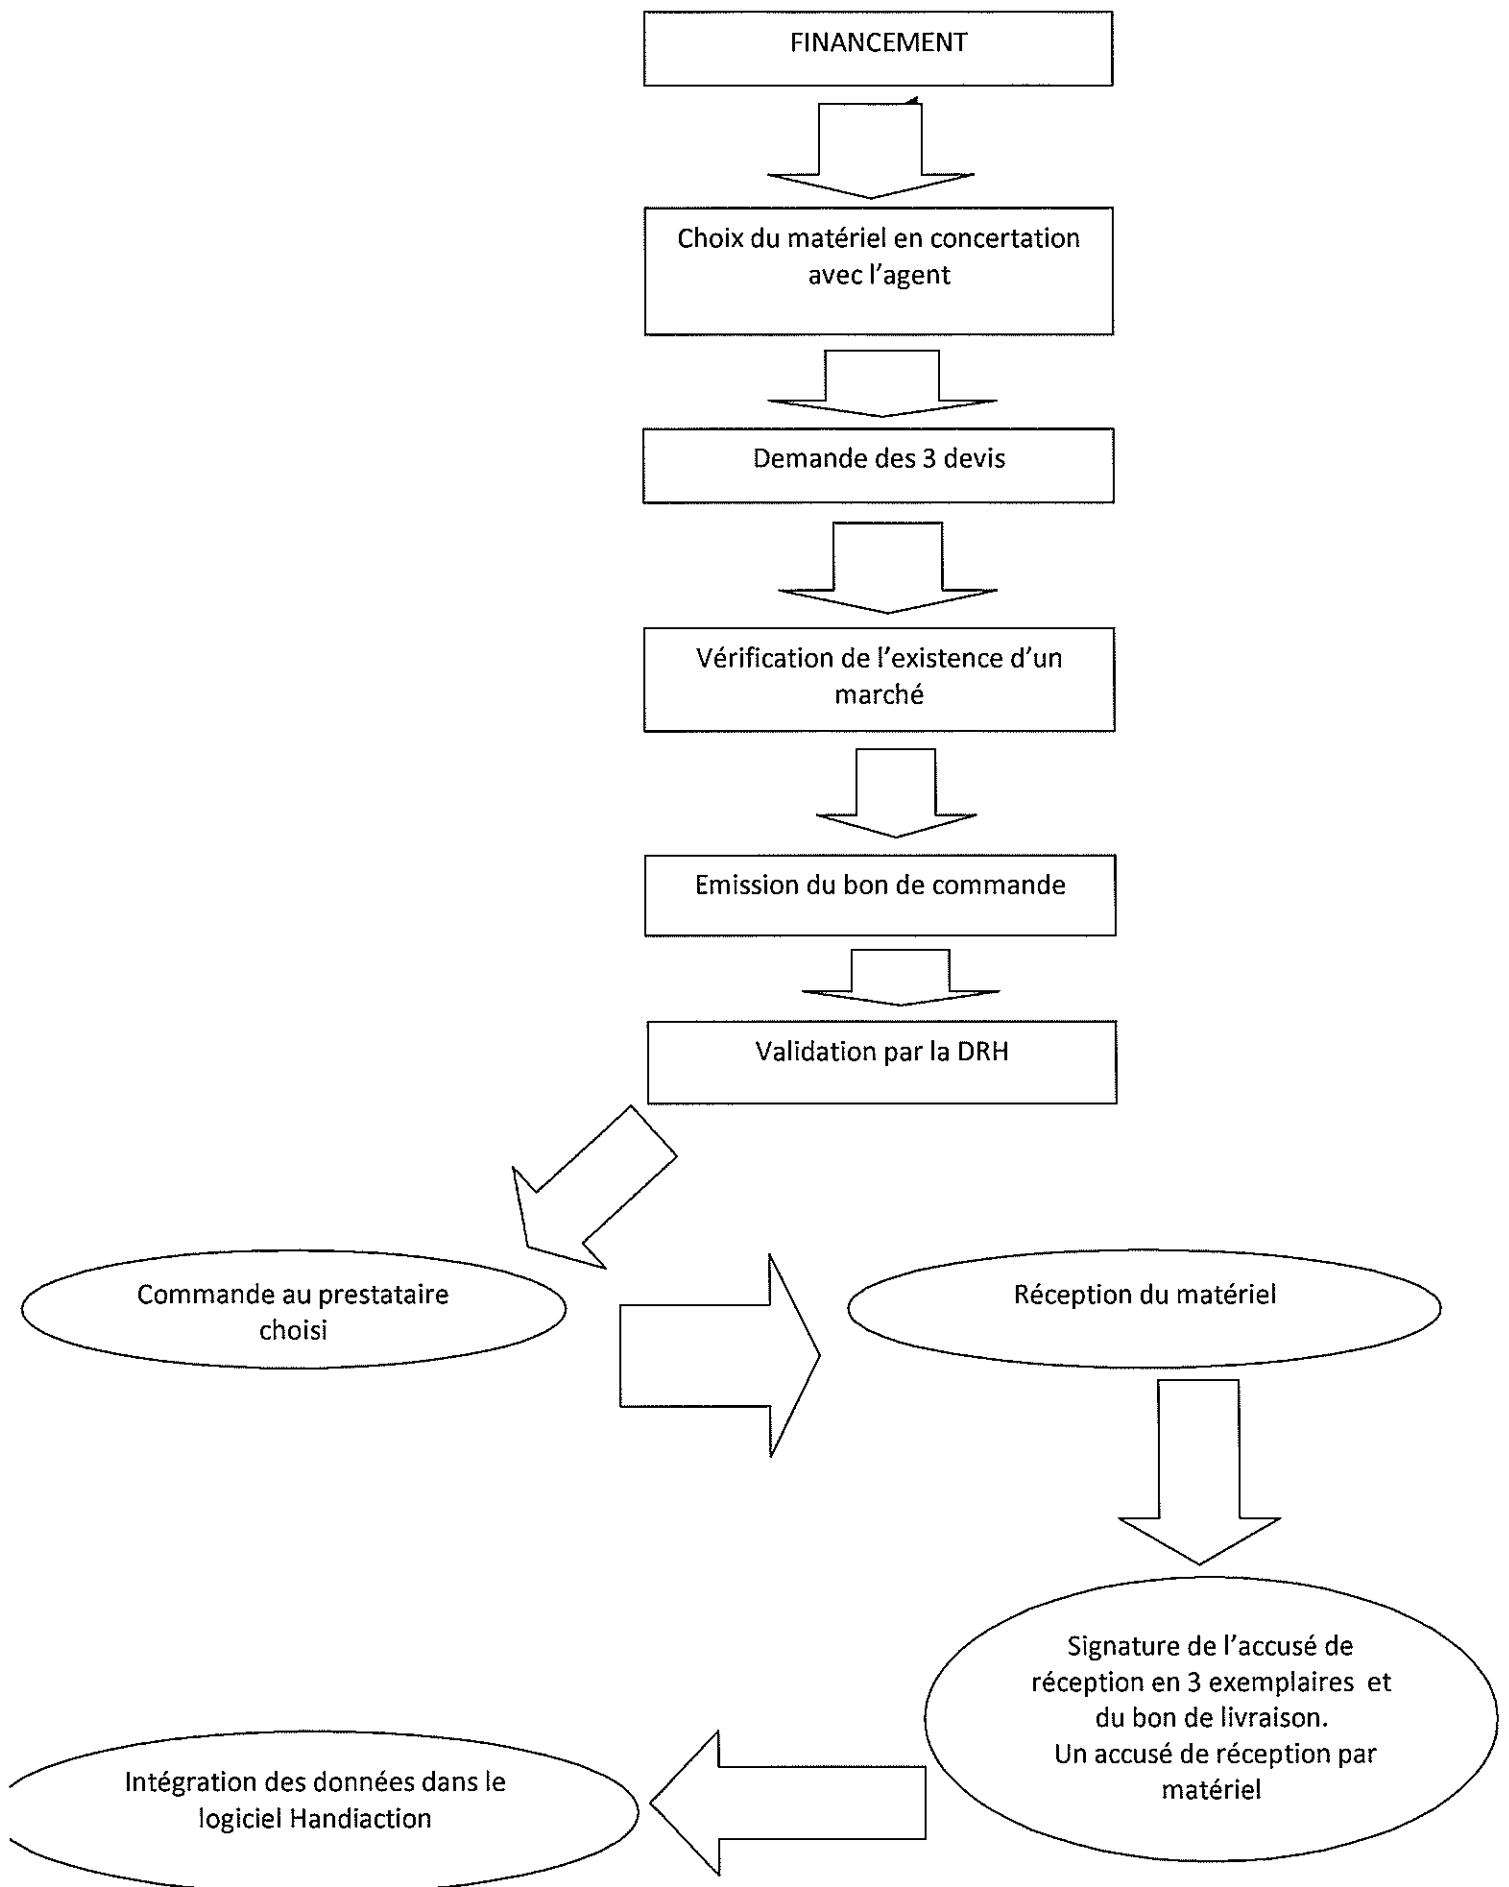 FINANCEMENT
Choix du matériel en concertation
avec l'agent
Demande des 3 devis
Vérification de l'existence d'un
marché
Emission du bon de commande
Validation par la DRH
Commande au prestataire
choisi
Réception du matériel
Signature de l'accusé de
réception en 3 exemplaires et
du bon de livraison.
Un accusé de réception par
matériel
Intégration des données dans le
logiciel Handiaction